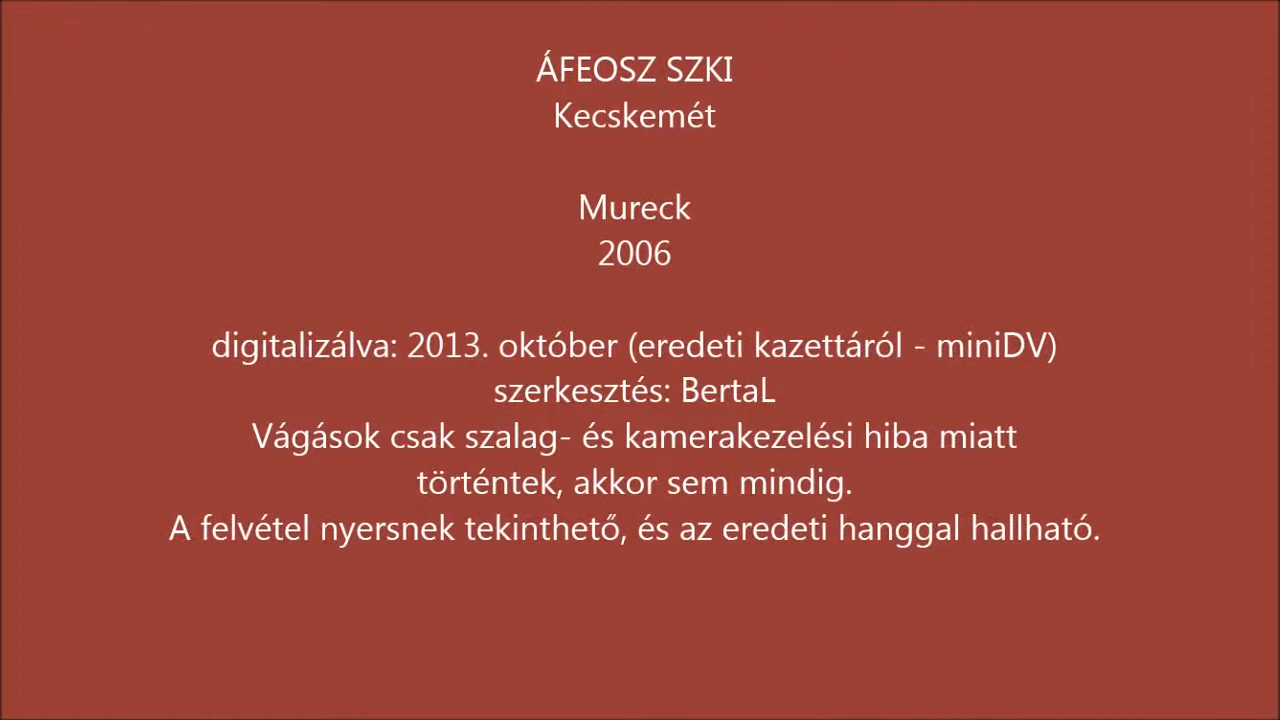 ÁFEOSZ SZKI
Kecskemét
Mureck
2006
digitalizálva: 2013. október (eredeti kazettáról - miniDV)
szerkesztés: BertaL
Vágások csak szalag- és kamerakezelési hiba miatt
történtek, akkor sem mindig.
A felvétel nyersnek tekinthető, és az eredeti hanggal hallható.